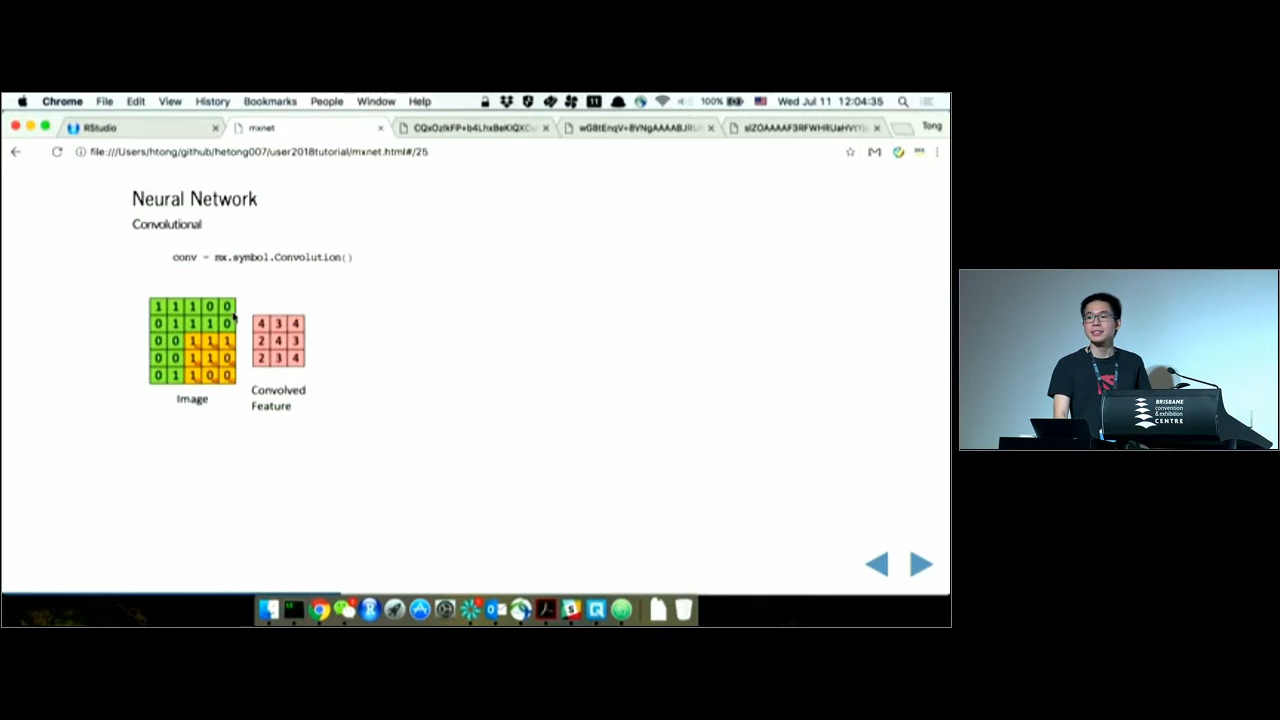 Chrome File Edit View History Bookmarks People Window Help 100% Wed Jul 11 12:04:35
RStudio mxnet Tong
file:///Users/htong/github/hetong007/user2018tutorial/mxnet.html#/25
Neural Network
Convolutional
conv = mx.symbol.Convolution()
1 1 1 0 0
0 1 1 1 0
0 0 1 1 1
0 0 1 1 0
0 1 1 0 0
Image
4 3 4
2 4 3
2 3 4
Convolved
Feature
BRISBANE
convention
& exhibition
CENTRE